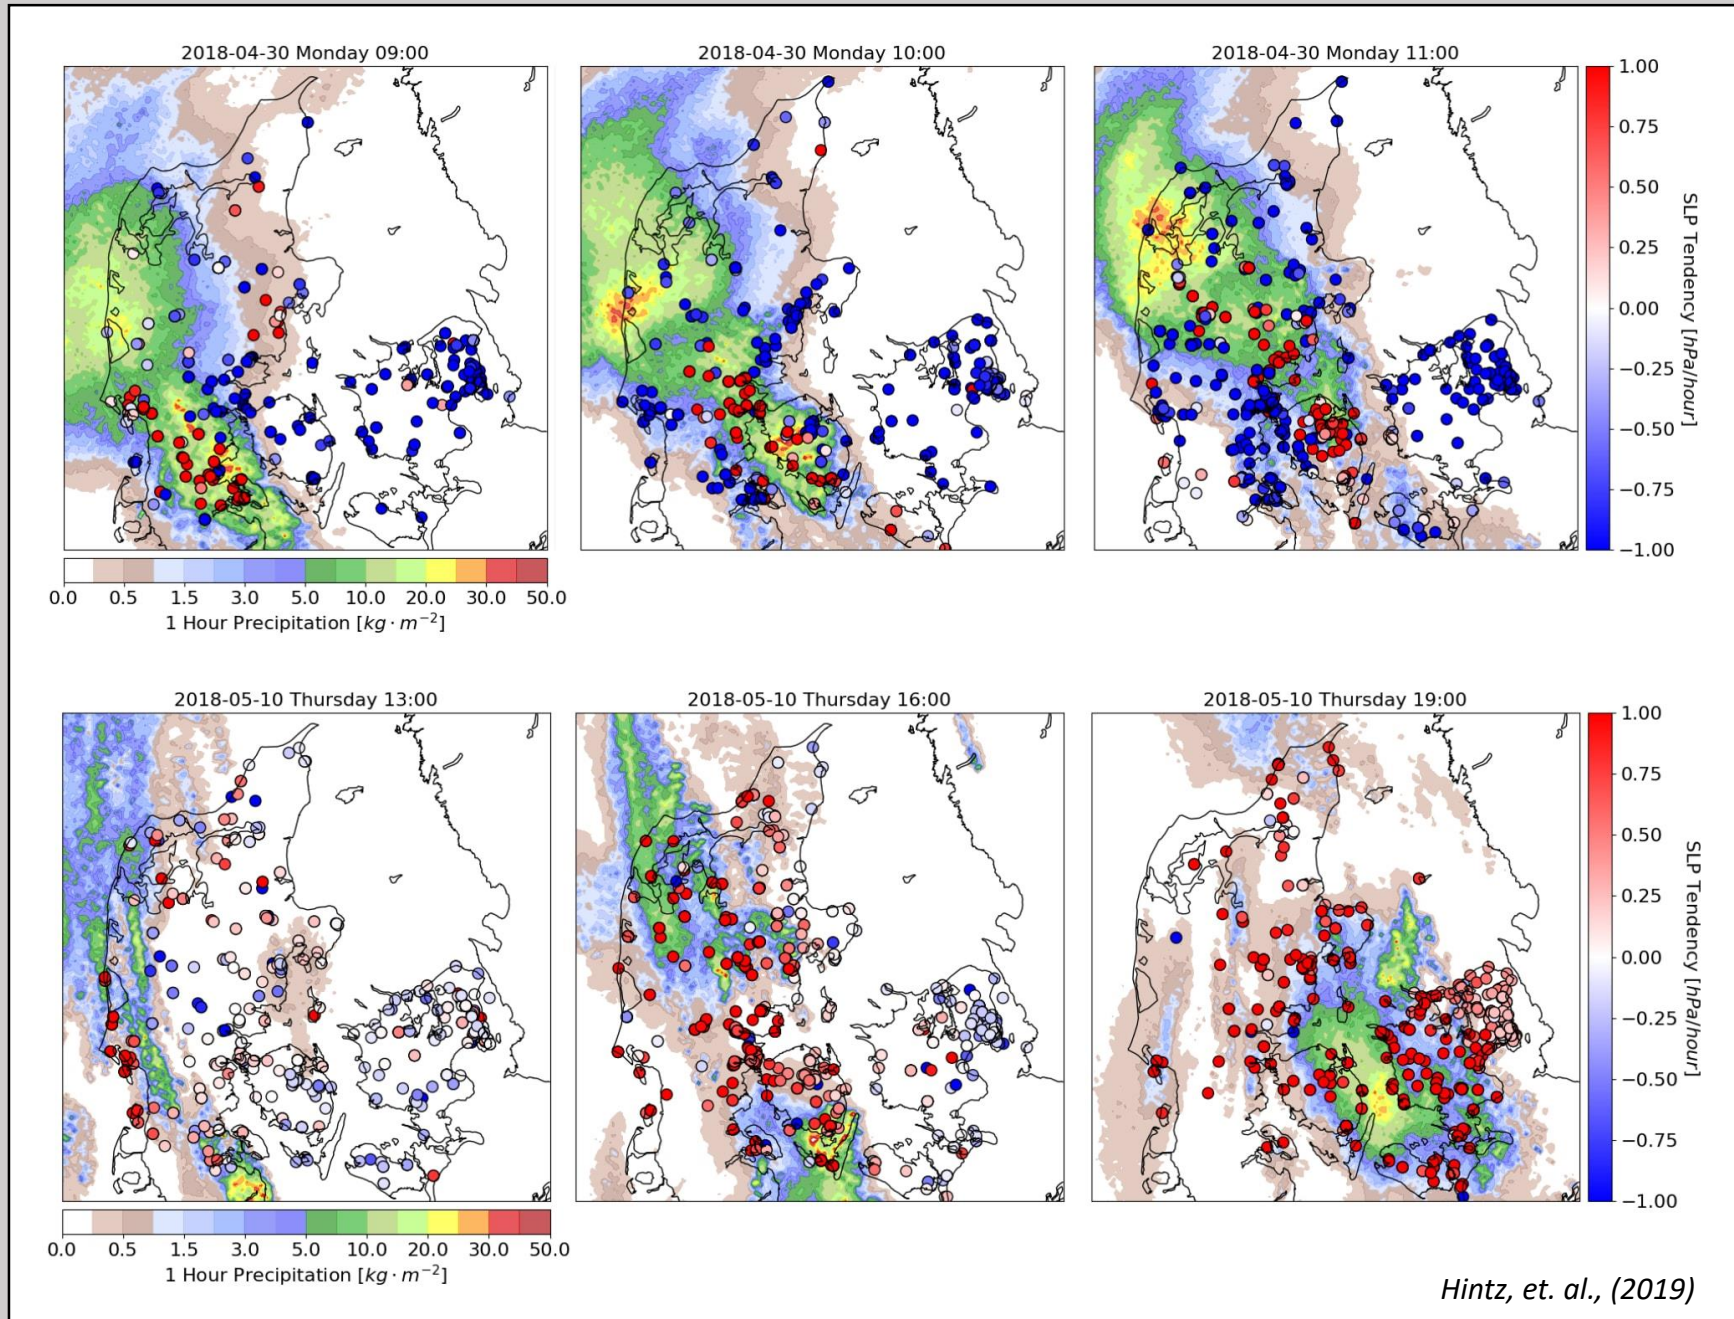 2018-04-30 Monday 09:00
2018-04-30 Monday 10:00
2018-04-30 Monday 11:00
1.00
0.75
0.50
0.25
0.00
−0.25
−0.50
−0.75
−1.00
SLP Tendency [hPa/hour]
0.0 0.5 1.5 3.0 5.0 10.0 20.0 30.0 50.0
1 Hour Precipitation [kg · m⁻²]
2018-05-10 Thursday 13:00
2018-05-10 Thursday 16:00
2018-05-10 Thursday 19:00
1.00
0.75
0.50
0.25
0.00
−0.25
−0.50
−0.75
−1.00
SLP Tendency [hPa/hour]
0.0 0.5 1.5 3.0 5.0 10.0 20.0 30.0 50.0
1 Hour Precipitation [kg · m⁻²]
Hintz, et. al., (2019)